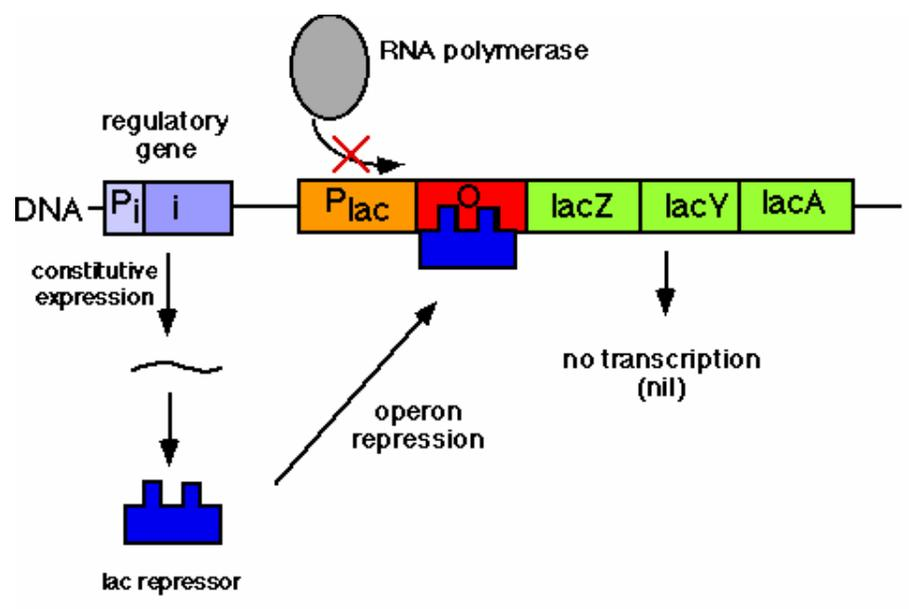 RNA polymerase
regulatory
gene
DNA
Pi
i
Plac
O
lacZ
lacY
lacA
constitutive
expression
no transcription
(nil)
operon
repression
lac repressor